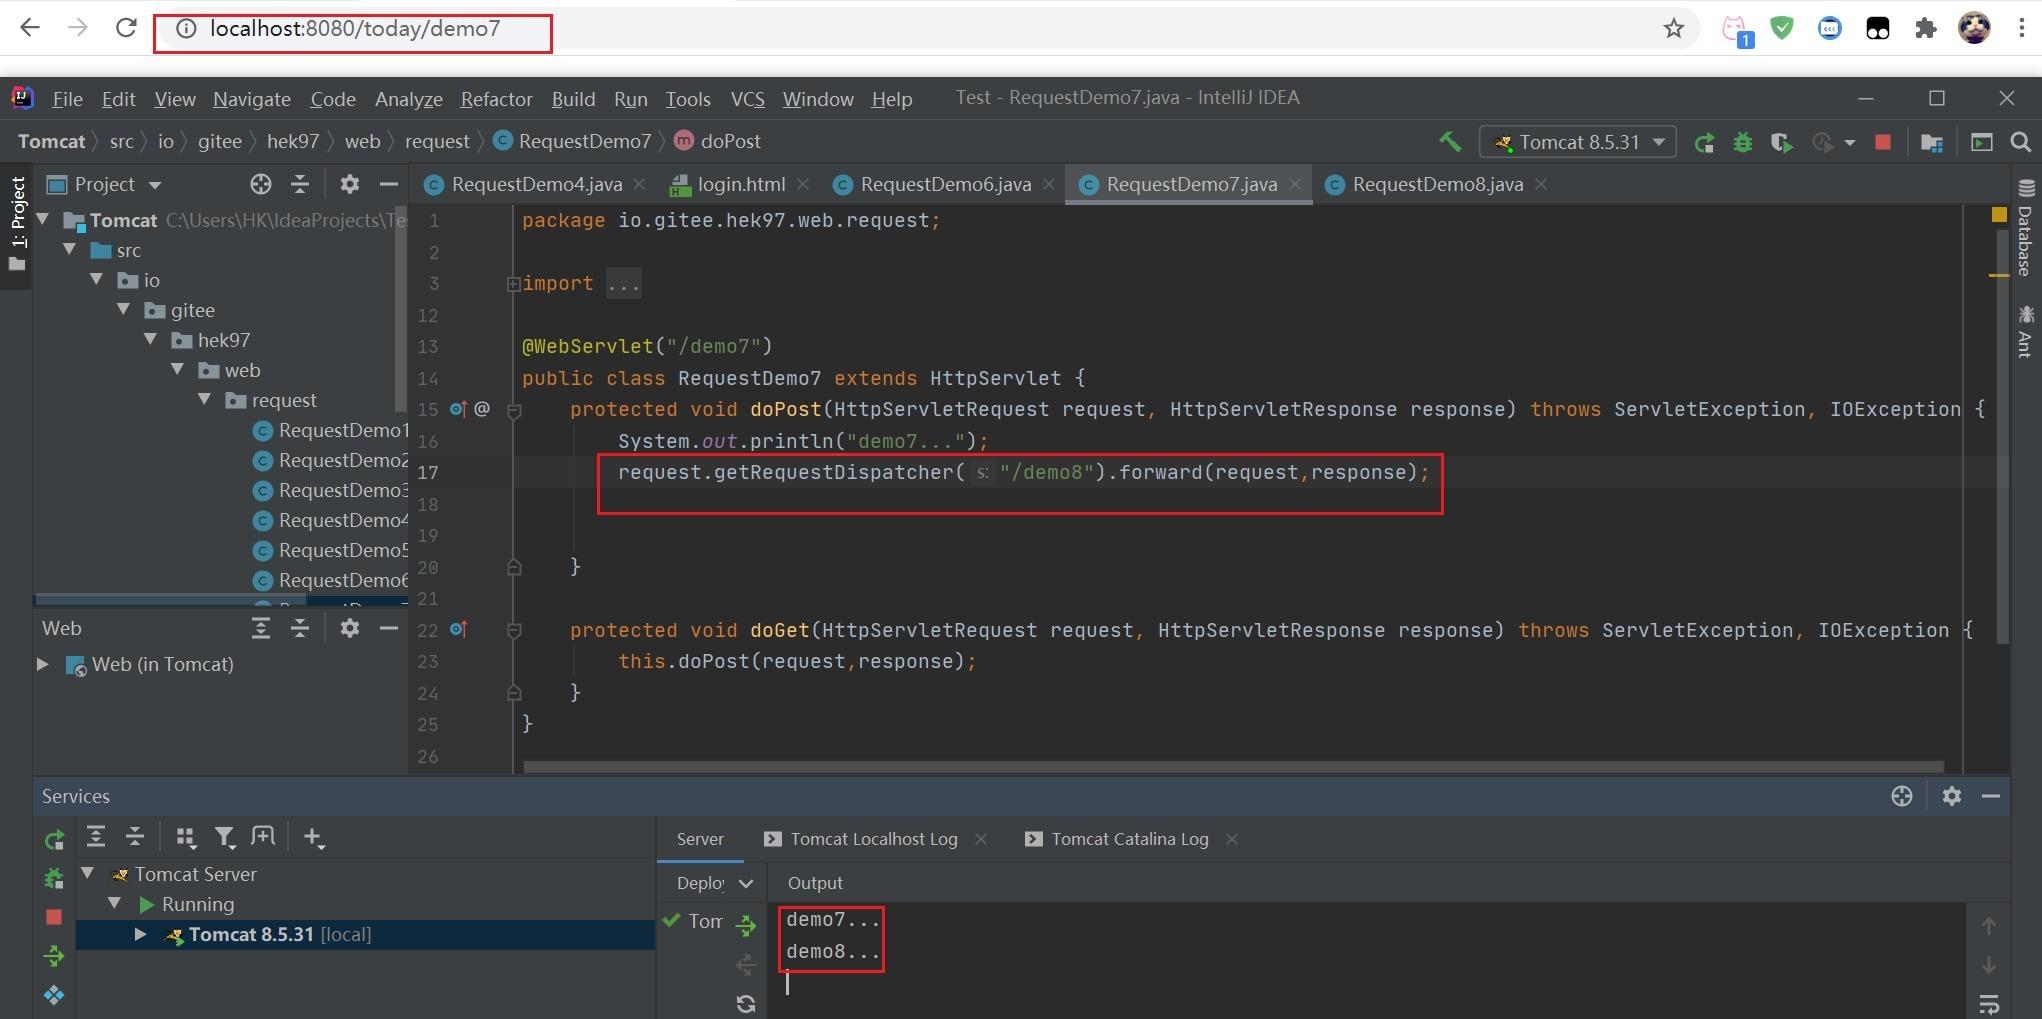 localhost:8080/today/demo7
1
File Edit View Navigate Code Analyze Refactor Build Run Tools VCS Window Help Test - RequestDemo7.java - IntelliJ IDEA
Tomcat src io gitee hek97 web request RequestDemo7 doPost Tomcat 8.5.31
1: Project
Project
RequestDemo4.java login.html RequestDemo6.java RequestDemo7.java RequestDemo8.java
Tomcat C:\Users\HK\IdeaProjects\Te
src
io
gitee
hek97
web
request
RequestDemo1
RequestDemo2
RequestDemo3
RequestDemo4
RequestDemo5
RequestDemo6
Web
Web (in Tomcat)
1 package io.gitee.hek97.web.request;
2
3 import ...
12
13 @WebServlet("/demo7")
14 public class RequestDemo7 extends HttpServlet {
15 @ protected void doPost(HttpServletRequest request, HttpServletResponse response) throws ServletException, IOException {
16 System.out.println("demo7...");
17 request.getRequestDispatcher( s: "/demo8").forward(request,response);
18
19
20 }
21
22 protected void doGet(HttpServletRequest request, HttpServletResponse response) throws ServletException, IOException {
23 this.doPost(request,response);
24 }
25 }
26
Database
Ant
Services
Tomcat Server
Running
Tomcat 8.5.31 [local]
Server Tomcat Localhost Log Tomcat Catalina Log
Deploy Output
Tom
demo7...
demo8...